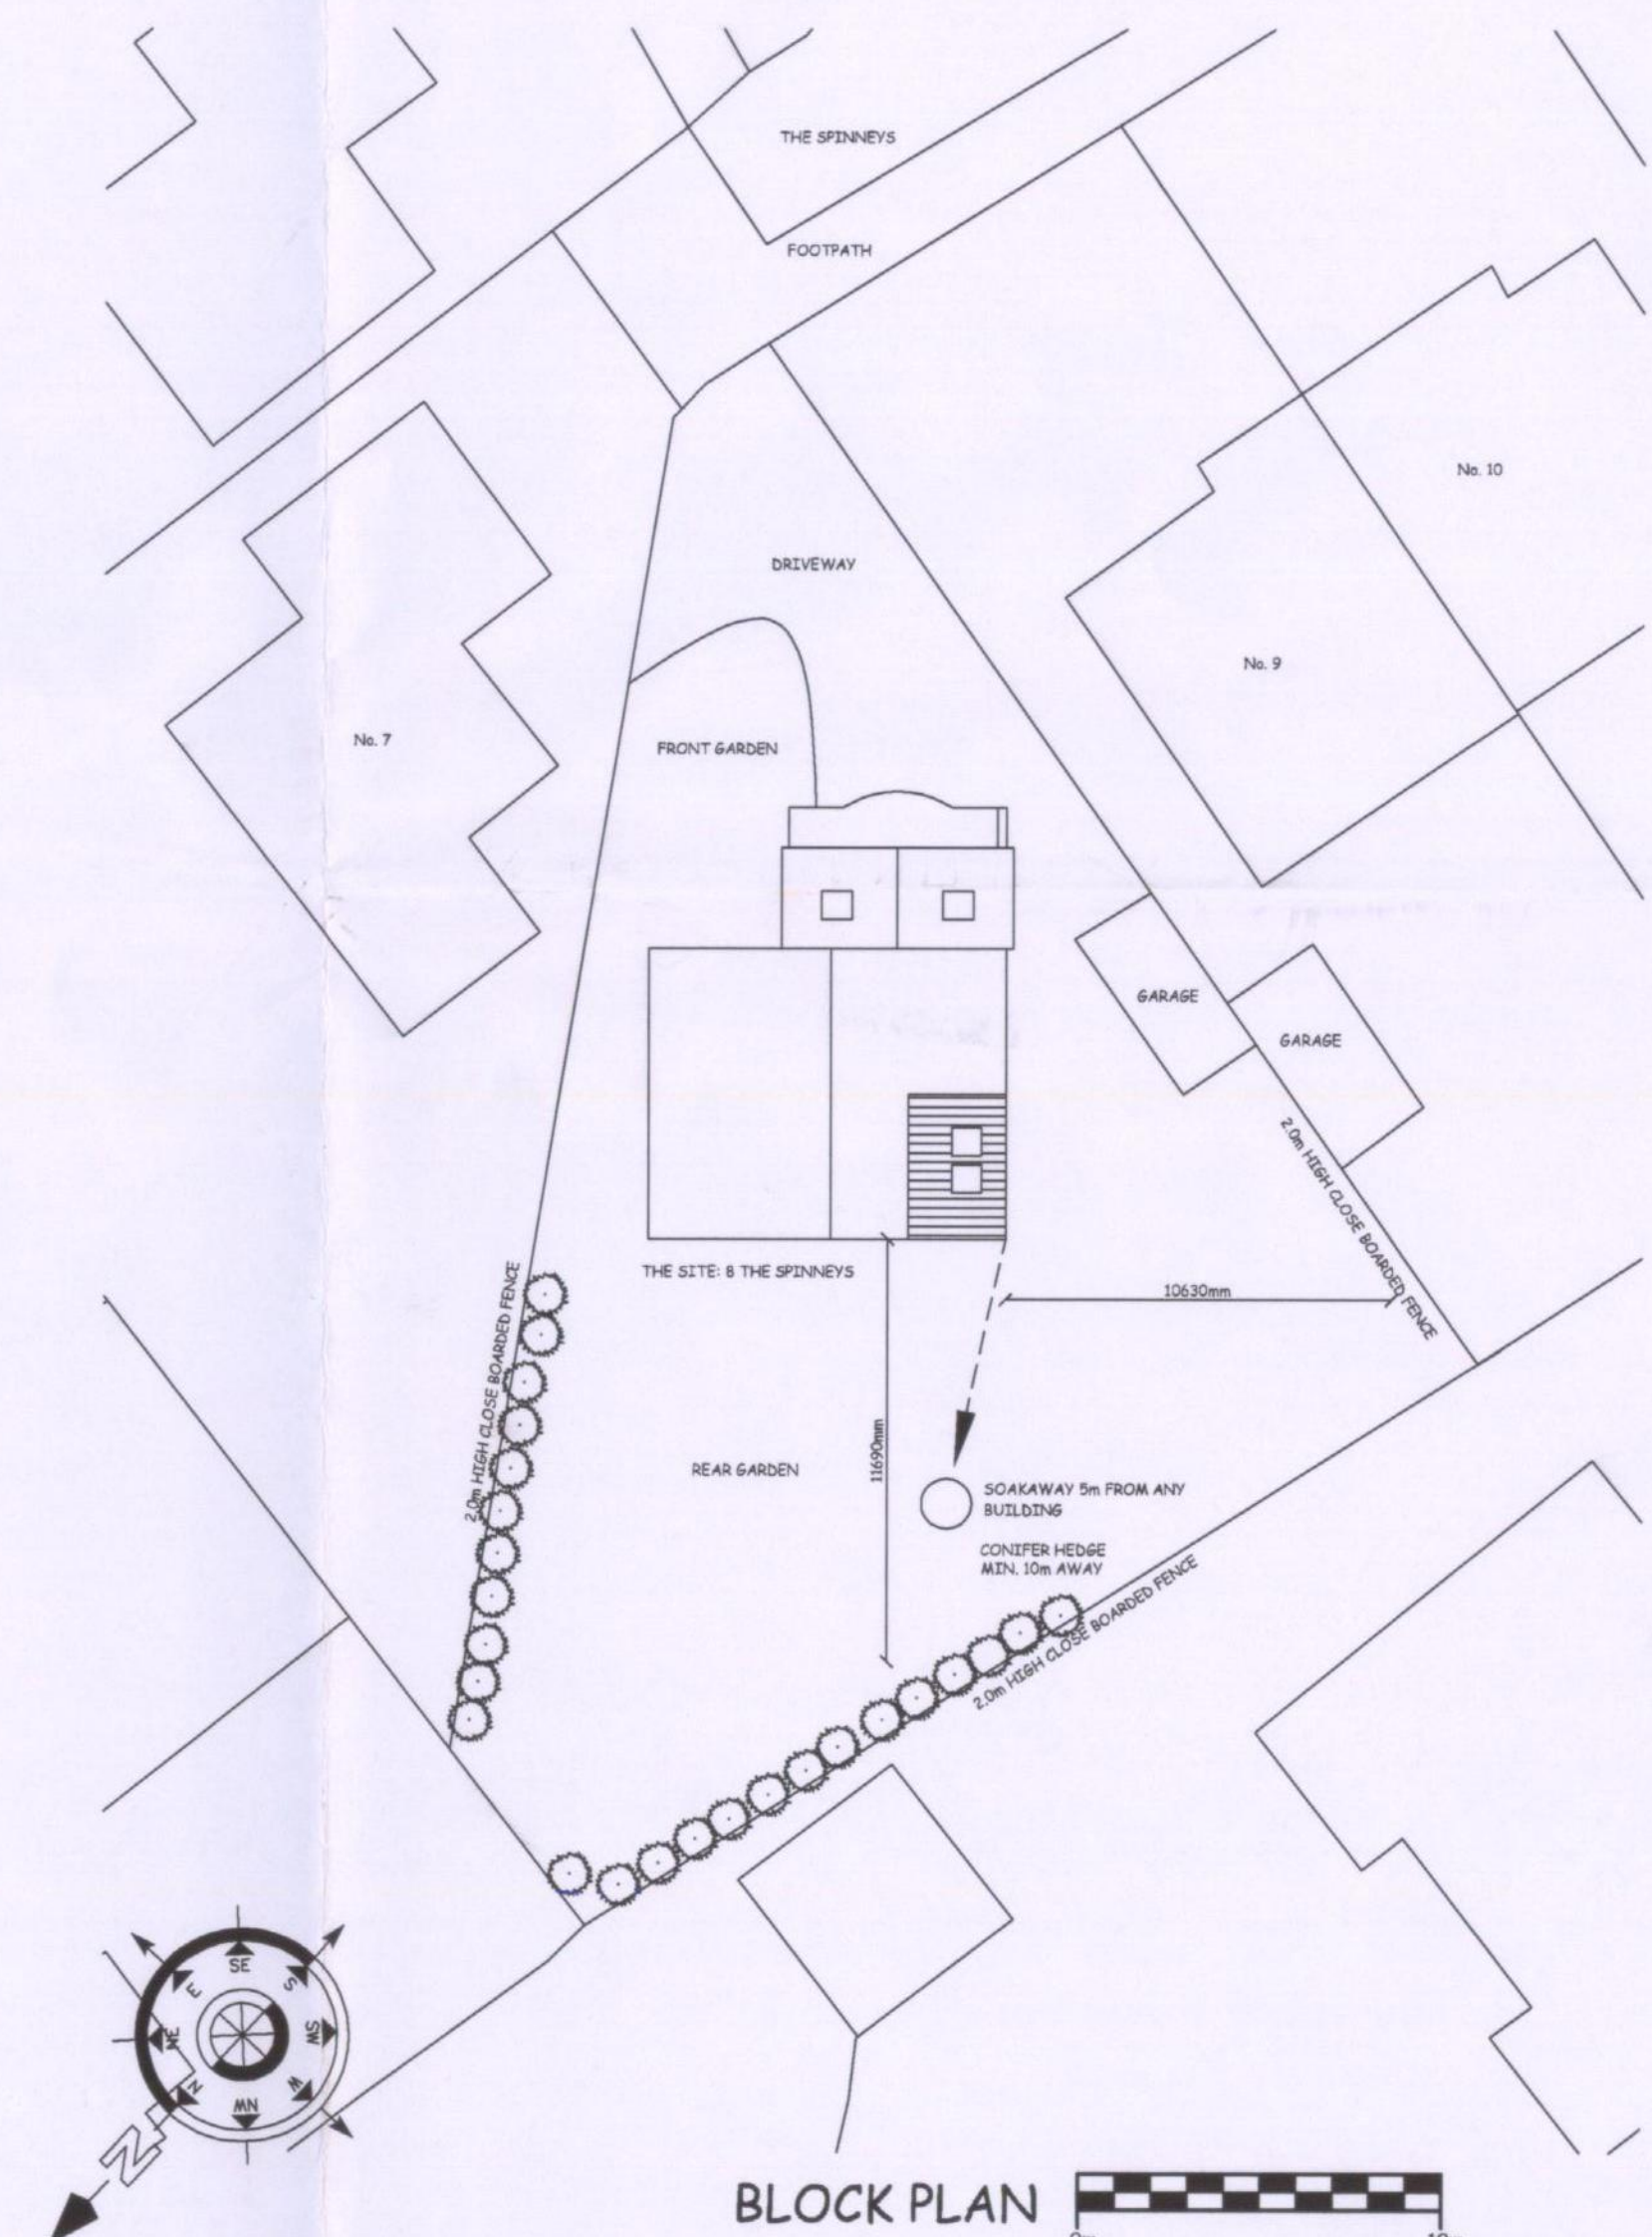 THE SPINNEYS
FOOTPATH
No. 10
DRIVEWAY
No. 9
No. 7
FRONT GARDEN
GARAGE
GARAGE
2.0m HIGH CLOSE BOARDED FENCE
THE SITE: 8 THE SPINNEYS
10630mm
2.0m HIGH CLOSE BOARDED FENCE
11690mm
REAR GARDEN
SOAKAWAY 5m FROM ANY
BUILDING
CONIFER HEDGE
MIN. 10m AWAY
2.0m HIGH CLOSE BOARDED FENCE
SE
E
S
NE
SW
N
W
NW
N
BLOCK PLAN